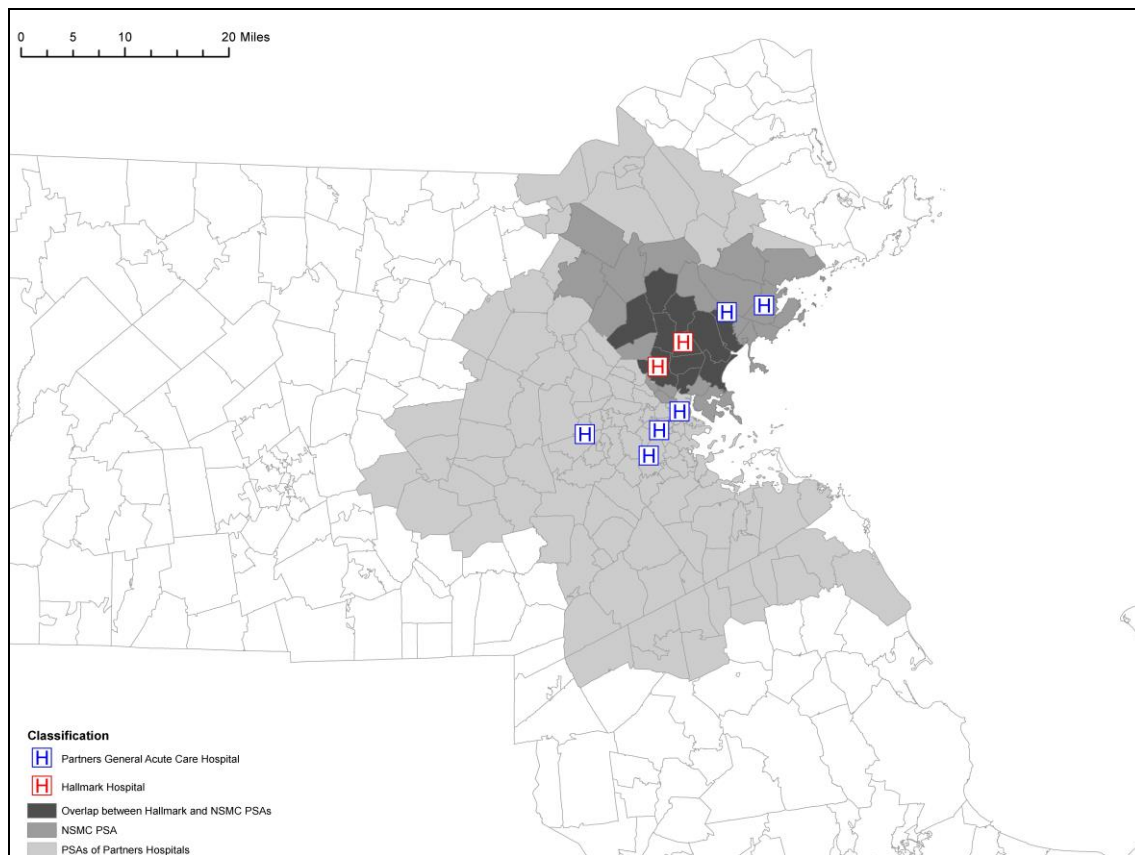 0 5 10 20 Miles
H
H
H
H
H
H
H
H
Classification
H Partners General Acute Care Hospital
H Hallmark Hospital
Overlap between Hallmark and NSMC PSAs
NSMC PSA
PSAs of Partners Hospitals